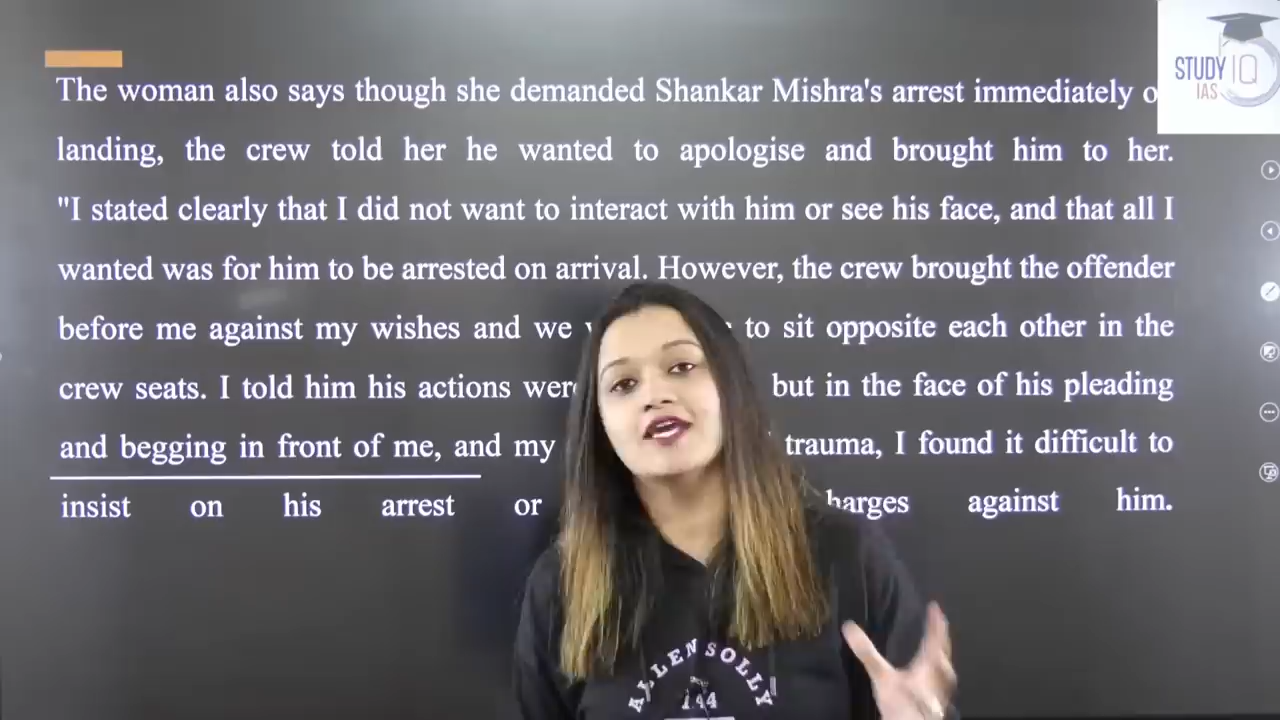 The woman also says though she demanded Shankar Mishra's arrest immediately
landing, the crew told her he wanted to apologise and brought him to her.
"I stated clearly that I did not want to interact with him or see his face, and that all I
wanted was for him to be arrested on arrival. However, the crew brought the offender
before me against my wishes and we to sit opposite each other in the
crew seats. I told him his actions but in the face of his pleading
and begging in front of me, and my trauma, I found it difficult to
insist on his arrest or against him.
STUDY IQ
IAS
ALLEN SOLLY
144